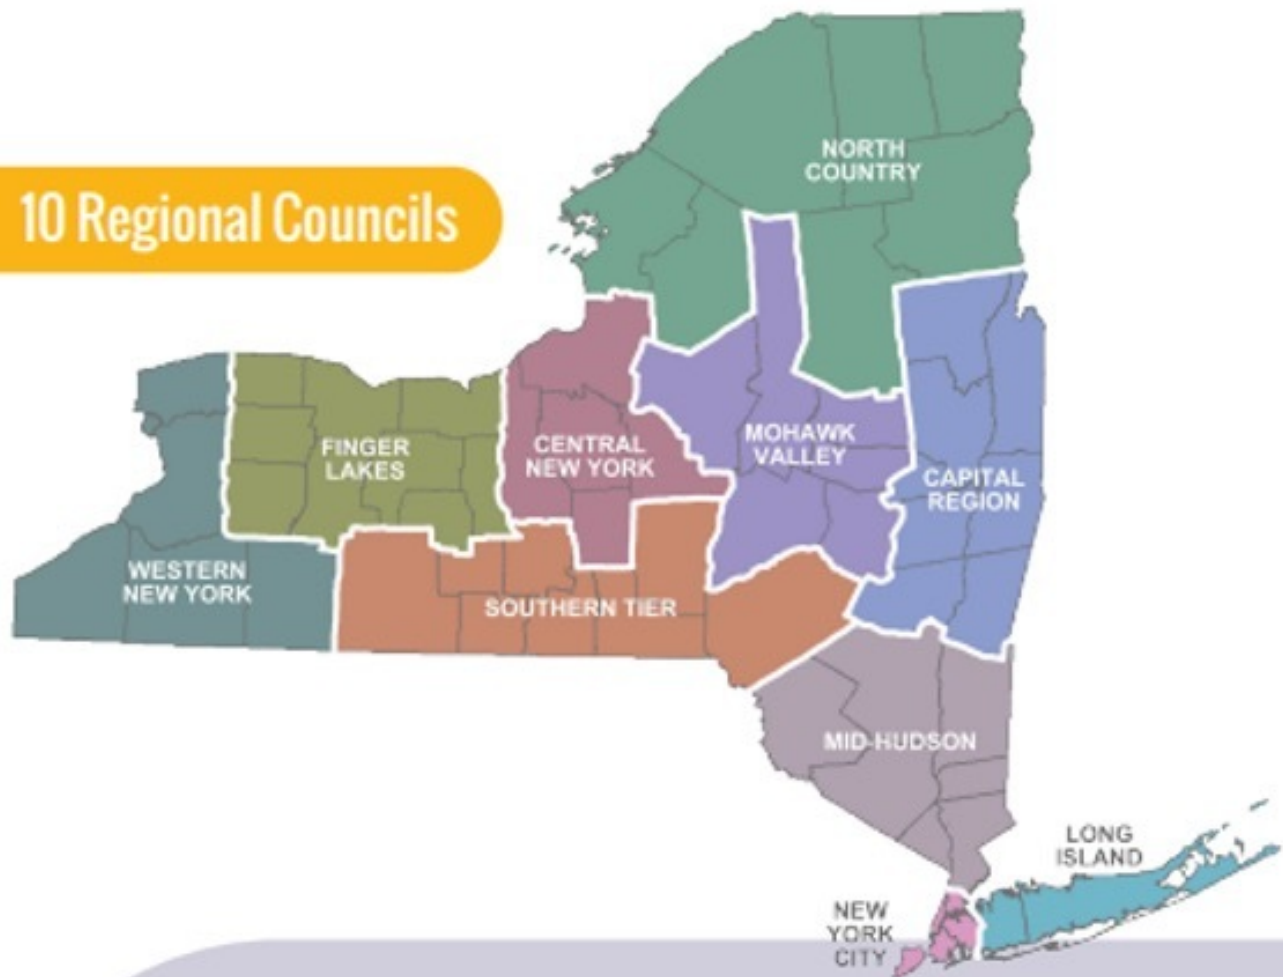 10 Regional Councils
NORTH
COUNTRY
FINGER
LAKES
CENTRAL
NEW YORK
MOHAWK
VALLEY
CAPITAL
REGION
WESTERN
NEW YORK
SOUTHERN TIER
MID-HUDSON
LONG
ISLAND
NEW
YORK
CITY